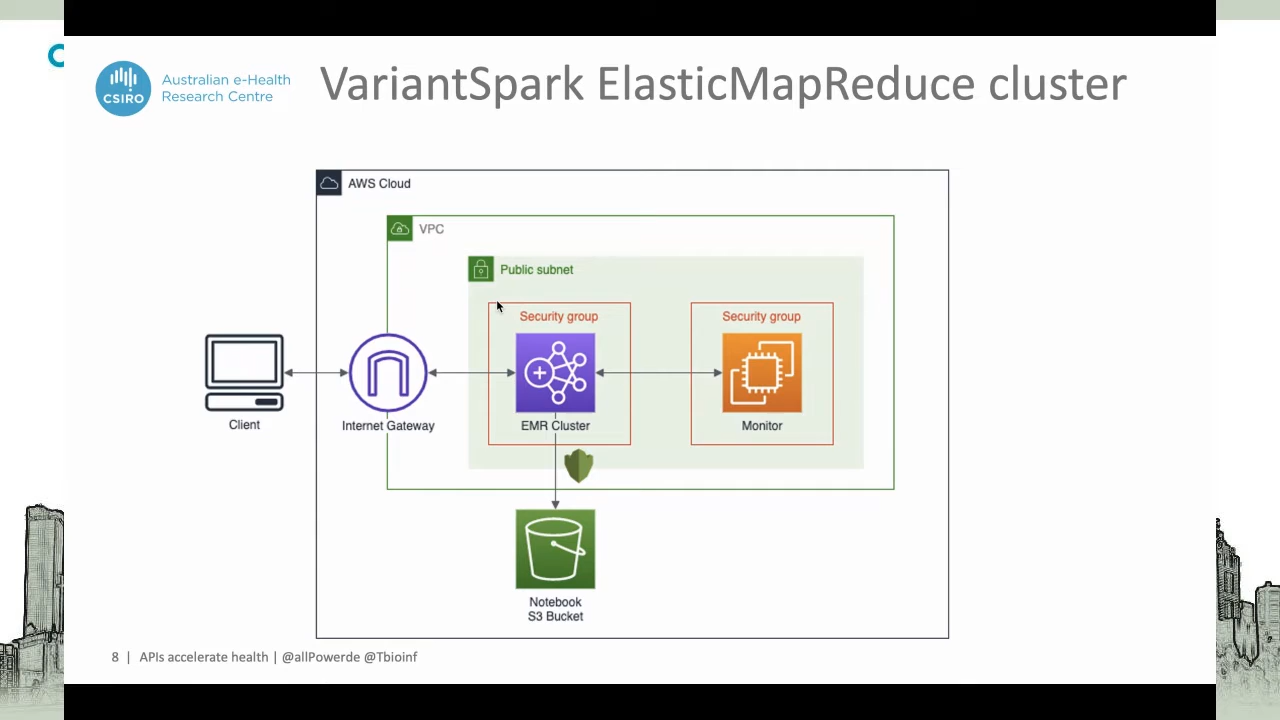 CSIRO
Australian e-Health
Research Centre
VariantSpark ElasticMapReduce cluster
AWS Cloud
VPC
Public subnet
Security group
Security group
Client
Internet Gateway
EMR Cluster
Monitor
Notebook
S3 Bucket
8 | APIs accelerate health | @allPowerde @Tbioinf